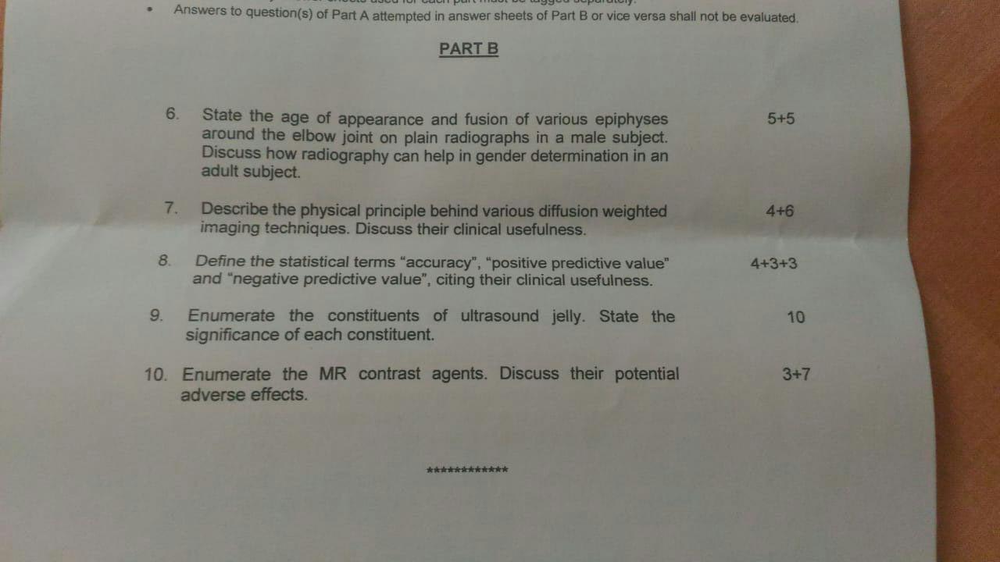 • Answers to question(s) of Part A attempted in answer sheets of Part B or vice versa shall not be evaluated.
PART B
6. State the age of appearance and fusion of various epiphyses 5+5
around the elbow joint on plain radiographs in a male subject.
Discuss how radiography can help in gender determination in an
adult subject.
7. Describe the physical principle behind various diffusion weighted 4+6
imaging techniques. Discuss their clinical usefulness.
8. Define the statistical terms “accuracy”, “positive predictive value” 4+3+3
and “negative predictive value”, citing their clinical usefulness.
9. Enumerate the constituents of ultrasound jelly. State the 10
significance of each constituent.
10. Enumerate the MR contrast agents. Discuss their potential 3+7
adverse effects.
************